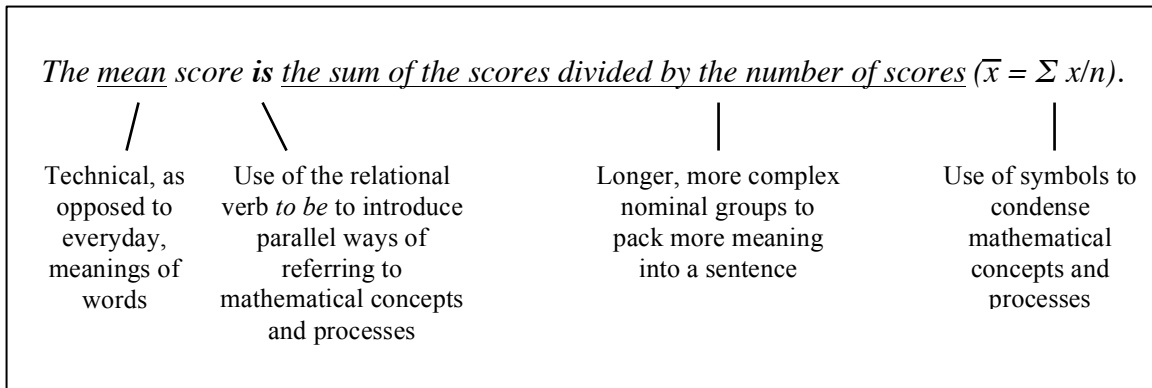 The mean score is the sum of the scores divided by the number of scores (x̅ = Σ x/n).
Technical, as
opposed to
everyday,
meanings of
words
Use of the relational
verb to be to introduce
parallel ways of
referring to
mathematical concepts
and processes
Longer, more complex
nominal groups to
pack more meaning
into a sentence
Use of symbols to
condense
mathematical
concepts and
processes